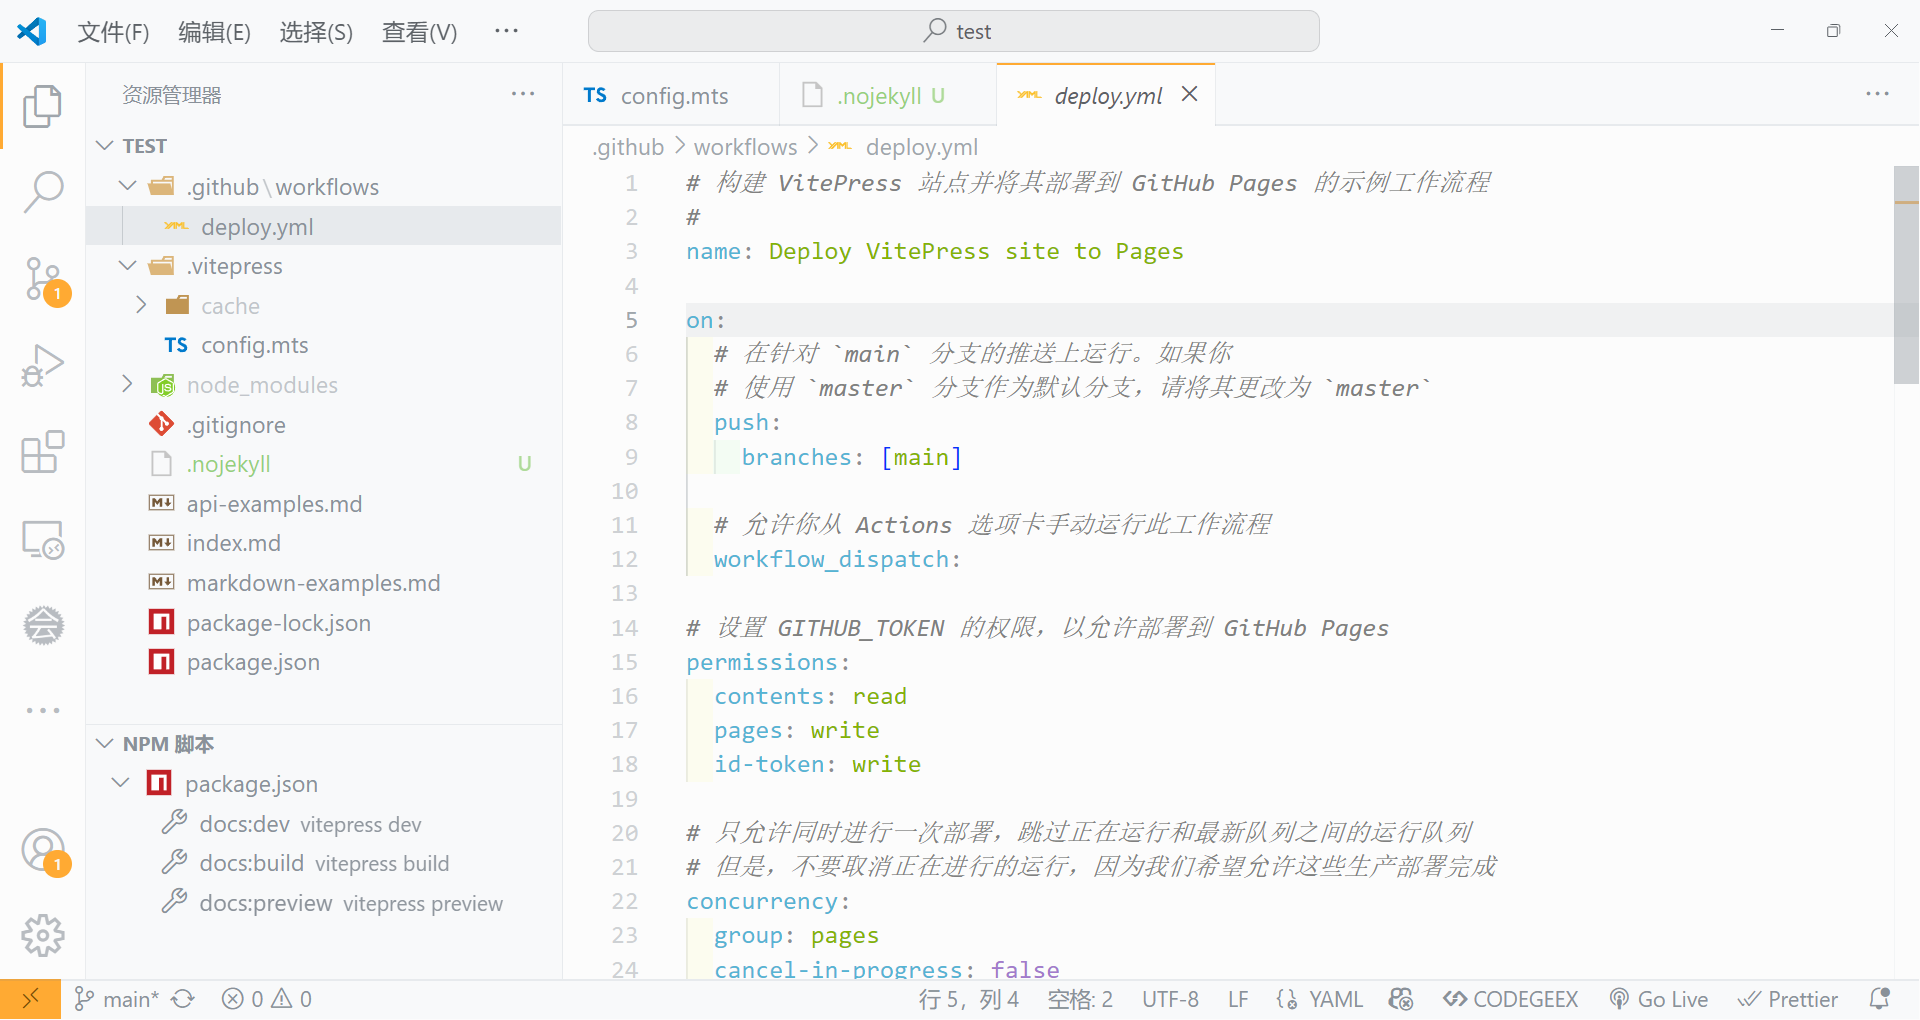 文件(F) 编辑(E) 选择(S) 查看(V) ··· test
资源管理器 ···
TEST
.github\workflows
deploy.yml
.vitepress
cache
TS config.mts
node_modules
.gitignore
.nojekyll U
api-examples.md
index.md
markdown-examples.md
package-lock.json
package.json
NPM 脚本
package.json
docs:dev vitepress dev
docs:build vitepress build
docs:preview vitepress preview
1
1
TS config.mts .nojekyll U YAML deploy.yml ···
.github > workflows > YAML deploy.yml
1 # 构建 VitePress 站点并将其部署到 GitHub Pages 的示例工作流程
2 #
3 name: Deploy VitePress site to Pages
4
5 on:
6 # 在针对 `main` 分支的推送上运行。如果你
7 # 使用 `master` 分支作为默认分支，请将其更改为 `master`
8 push:
9 branches: [main]
10
11 # 允许你从 Actions 选项卡手动运行此工作流程
12 workflow_dispatch:
13
14 # 设置 GITHUB_TOKEN 的权限，以允许部署到 GitHub Pages
15 permissions:
16 contents: read
17 pages: write
18 id-token: write
19
20 # 只允许同时进行一次部署，跳过正在运行和最新队列之间的运行队列
21 # 但是，不要取消正在进行的运行，因为我们希望允许这些生产部署完成
22 concurrency:
23 group: pages
24 cancel-in-progress: false
main* 0 0 行 5，列 4 空格: 2 UTF-8 LF YAML CODEGEEX Go Live Prettier